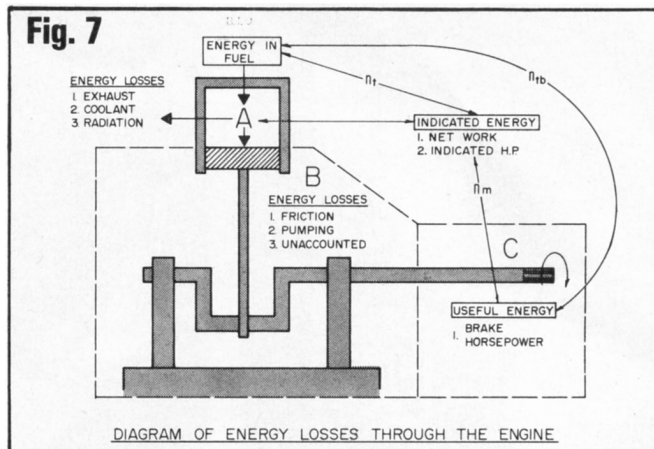 Fig. 7
ENERGY IN
FUEL
ENERGY LOSSES
1. EXHAUST
2. COOLANT
3. RADIATION
A
ηt
ηtb
INDICATED ENERGY
1. NET WORK
2. INDICATED H.P
B
ENERGY LOSSES
1. FRICTION
2. PUMPING
3. UNACCOUNTED
ηm
C
USEFUL ENERGY
1. BRAKE
HORSEPOWER
DIAGRAM OF ENERGY LOSSES THROUGH THE ENGINE